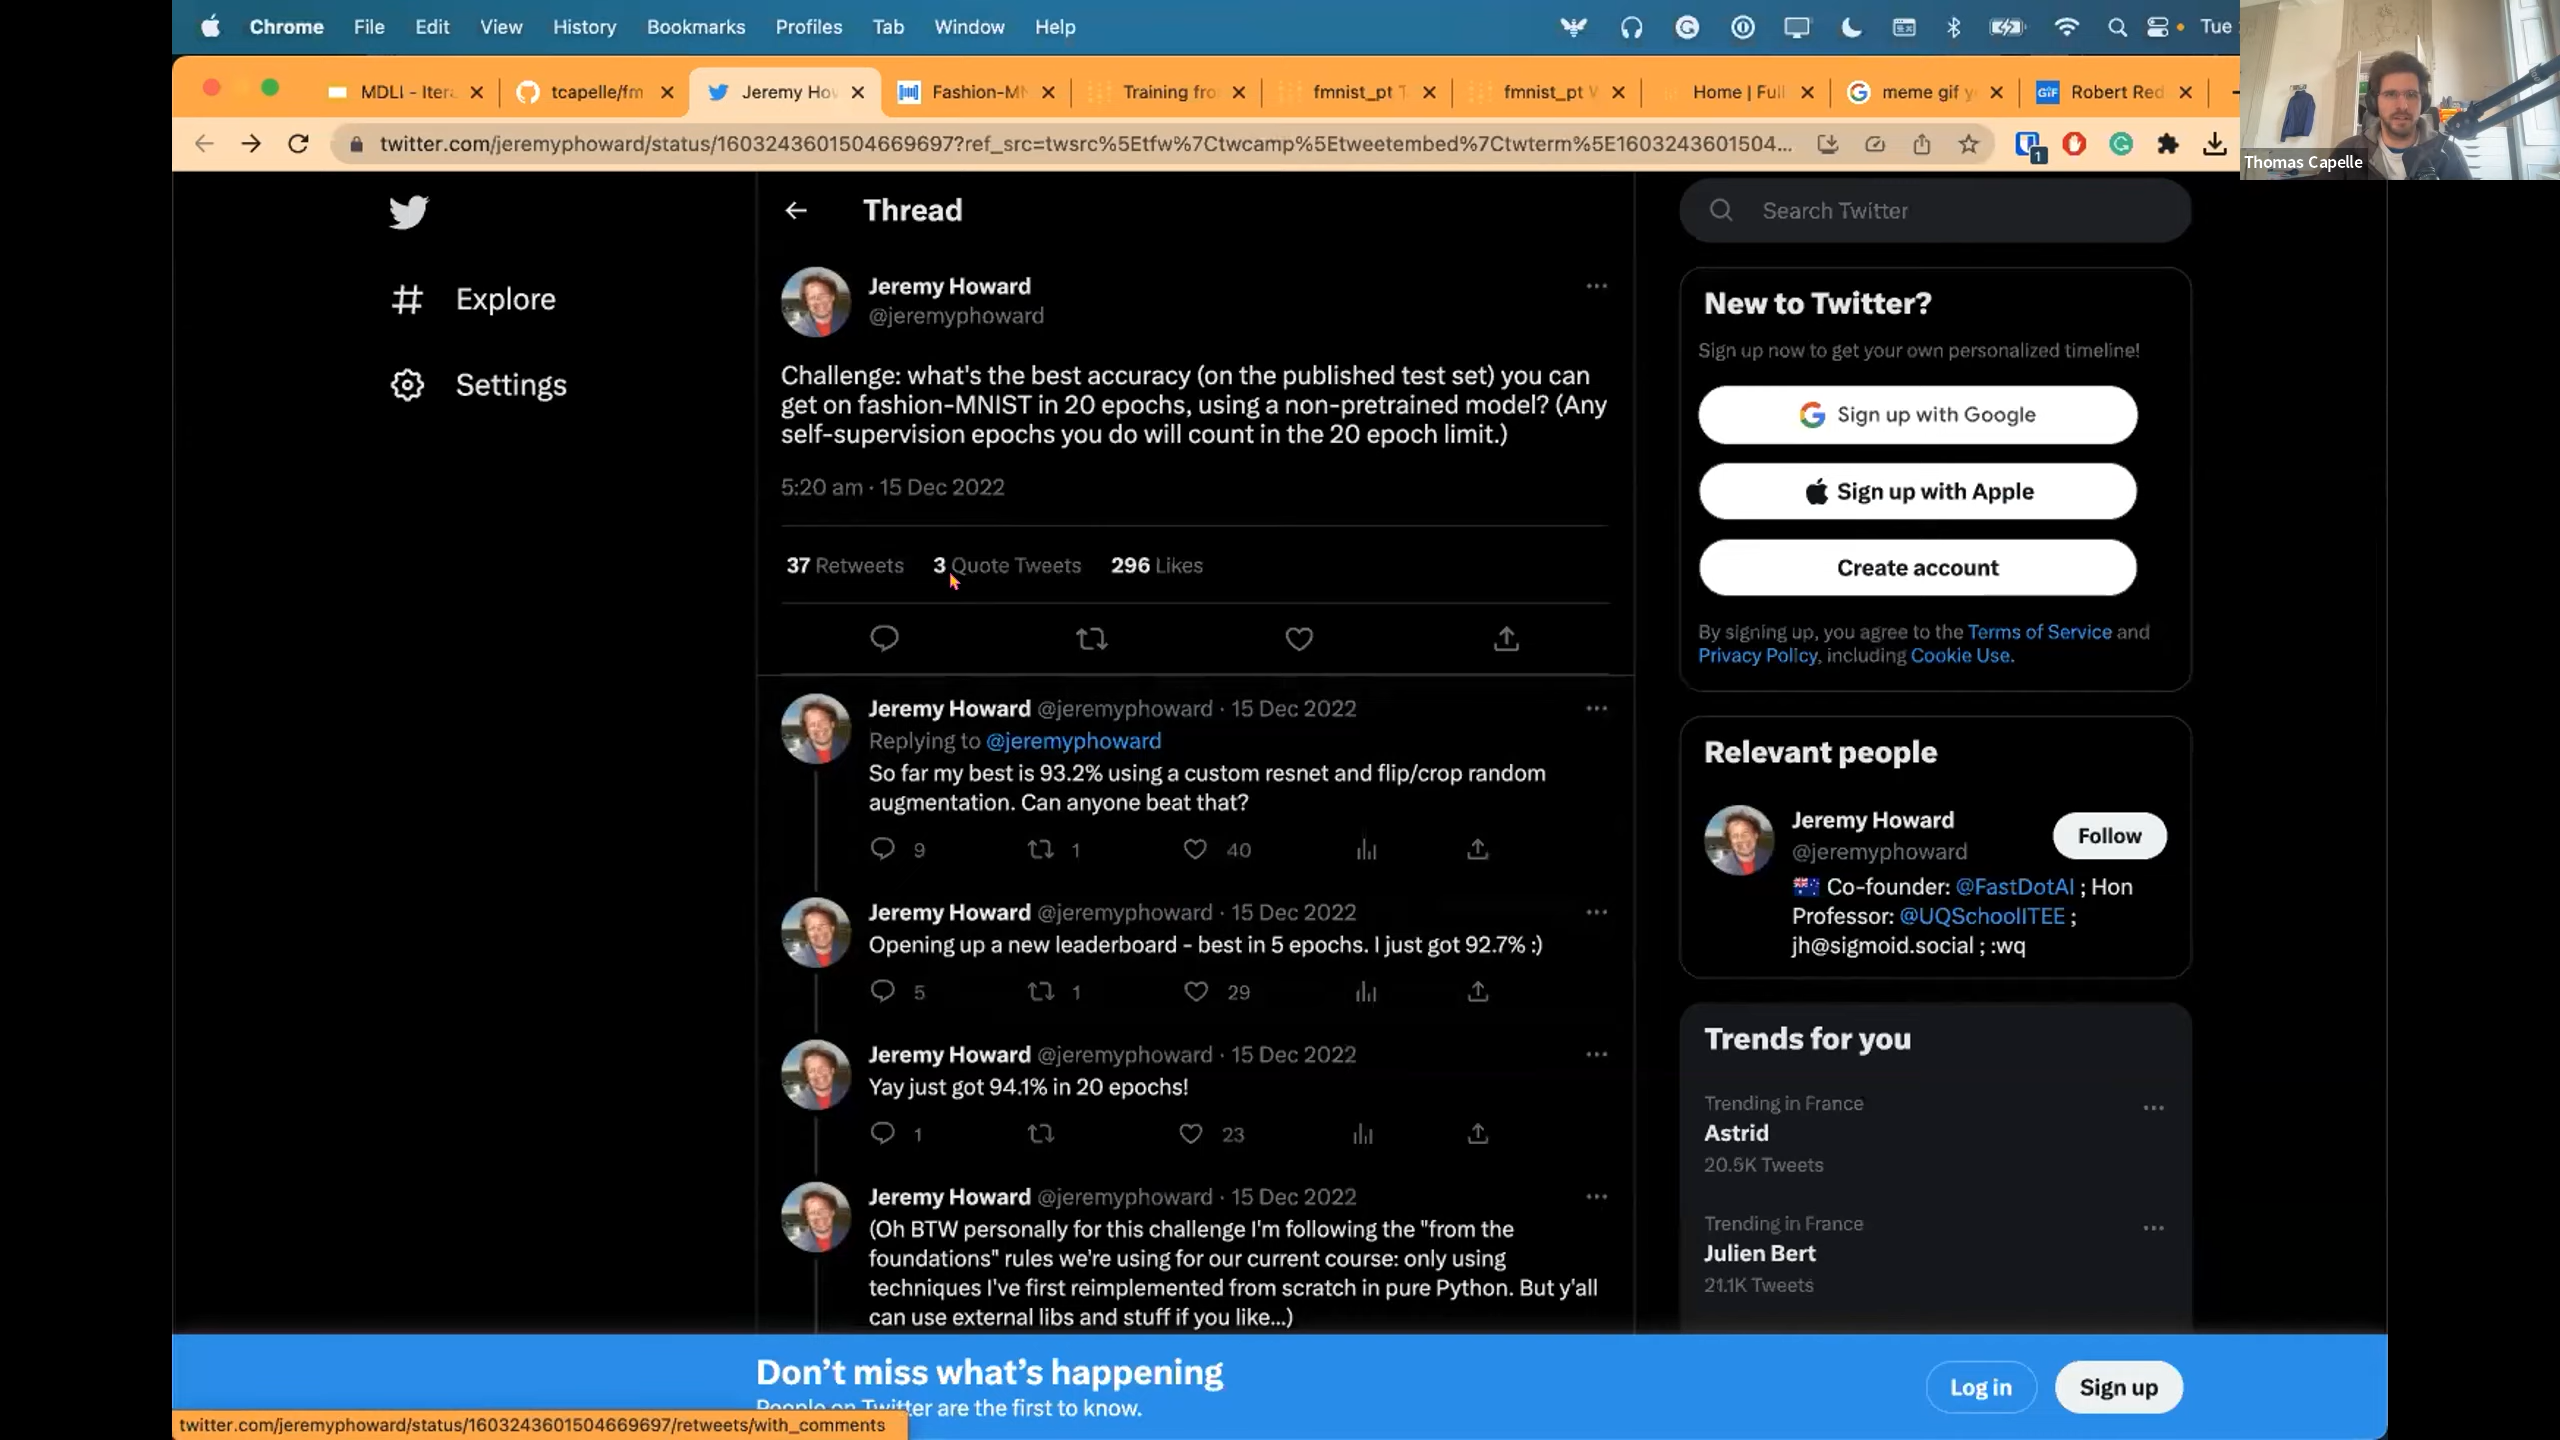 Chrome File Edit View History Bookmarks Profiles Tab Window Help Tue
MDLI - Itera tcapelle/fm Jeremy How Fashion-MN Training fro fmnist_pt T fmnist_pt W Home | Full meme gif y Robert Red
twitter.com/jeremyphoward/status/1603243601504669697?ref_src=twsrc%5Etfw%7Ctwcamp%5Etweetembed%7Ctwterm%5E1603243601504...
1
Thomas Capelle
Explore
Settings
Thread
Jeremy Howard
@jeremyphoward
Challenge: what's the best accuracy (on the published test set) you can
get on fashion-MNIST in 20 epochs, using a non-pretrained model? (Any
self-supervision epochs you do will count in the 20 epoch limit.)
5:20 am · 15 Dec 2022
37 Retweets 3 Quote Tweets 296 Likes
Jeremy Howard @jeremyphoward · 15 Dec 2022
Replying to @jeremyphoward
So far my best is 93.2% using a custom resnet and flip/crop random
augmentation. Can anyone beat that?
9 1 40
Jeremy Howard @jeremyphoward · 15 Dec 2022
Opening up a new leaderboard - best in 5 epochs. I just got 92.7% :)
5 1 29
Jeremy Howard @jeremyphoward · 15 Dec 2022
Yay just got 94.1% in 20 epochs!
1 23
Jeremy Howard @jeremyphoward · 15 Dec 2022
(Oh BTW personally for this challenge I'm following the "from the
foundations" rules we're using for our current course: only using
techniques I've first reimplemented from scratch in pure Python. But y'all
can use external libs and stuff if you like...)
Search Twitter
New to Twitter?
Sign up now to get your own personalized timeline!
Sign up with Google
Sign up with Apple
Create account
By signing up, you agree to the Terms of Service and
Privacy Policy, including Cookie Use.
Relevant people
Jeremy Howard
@jeremyphoward
Follow
Co-founder: @FastDotAI ; Hon
Professor: @UQSchoolITEE ;
jh@sigmoid.social ; :wq
Trends for you
Trending in France
Astrid
20.5K Tweets
Trending in France
Julien Bert
21.1K Tweets
Don't miss what's happening
People on Twitter are the first to know.
Log in Sign up
twitter.com/jeremyphoward/status/1603243601504669697/retweets/with_comments